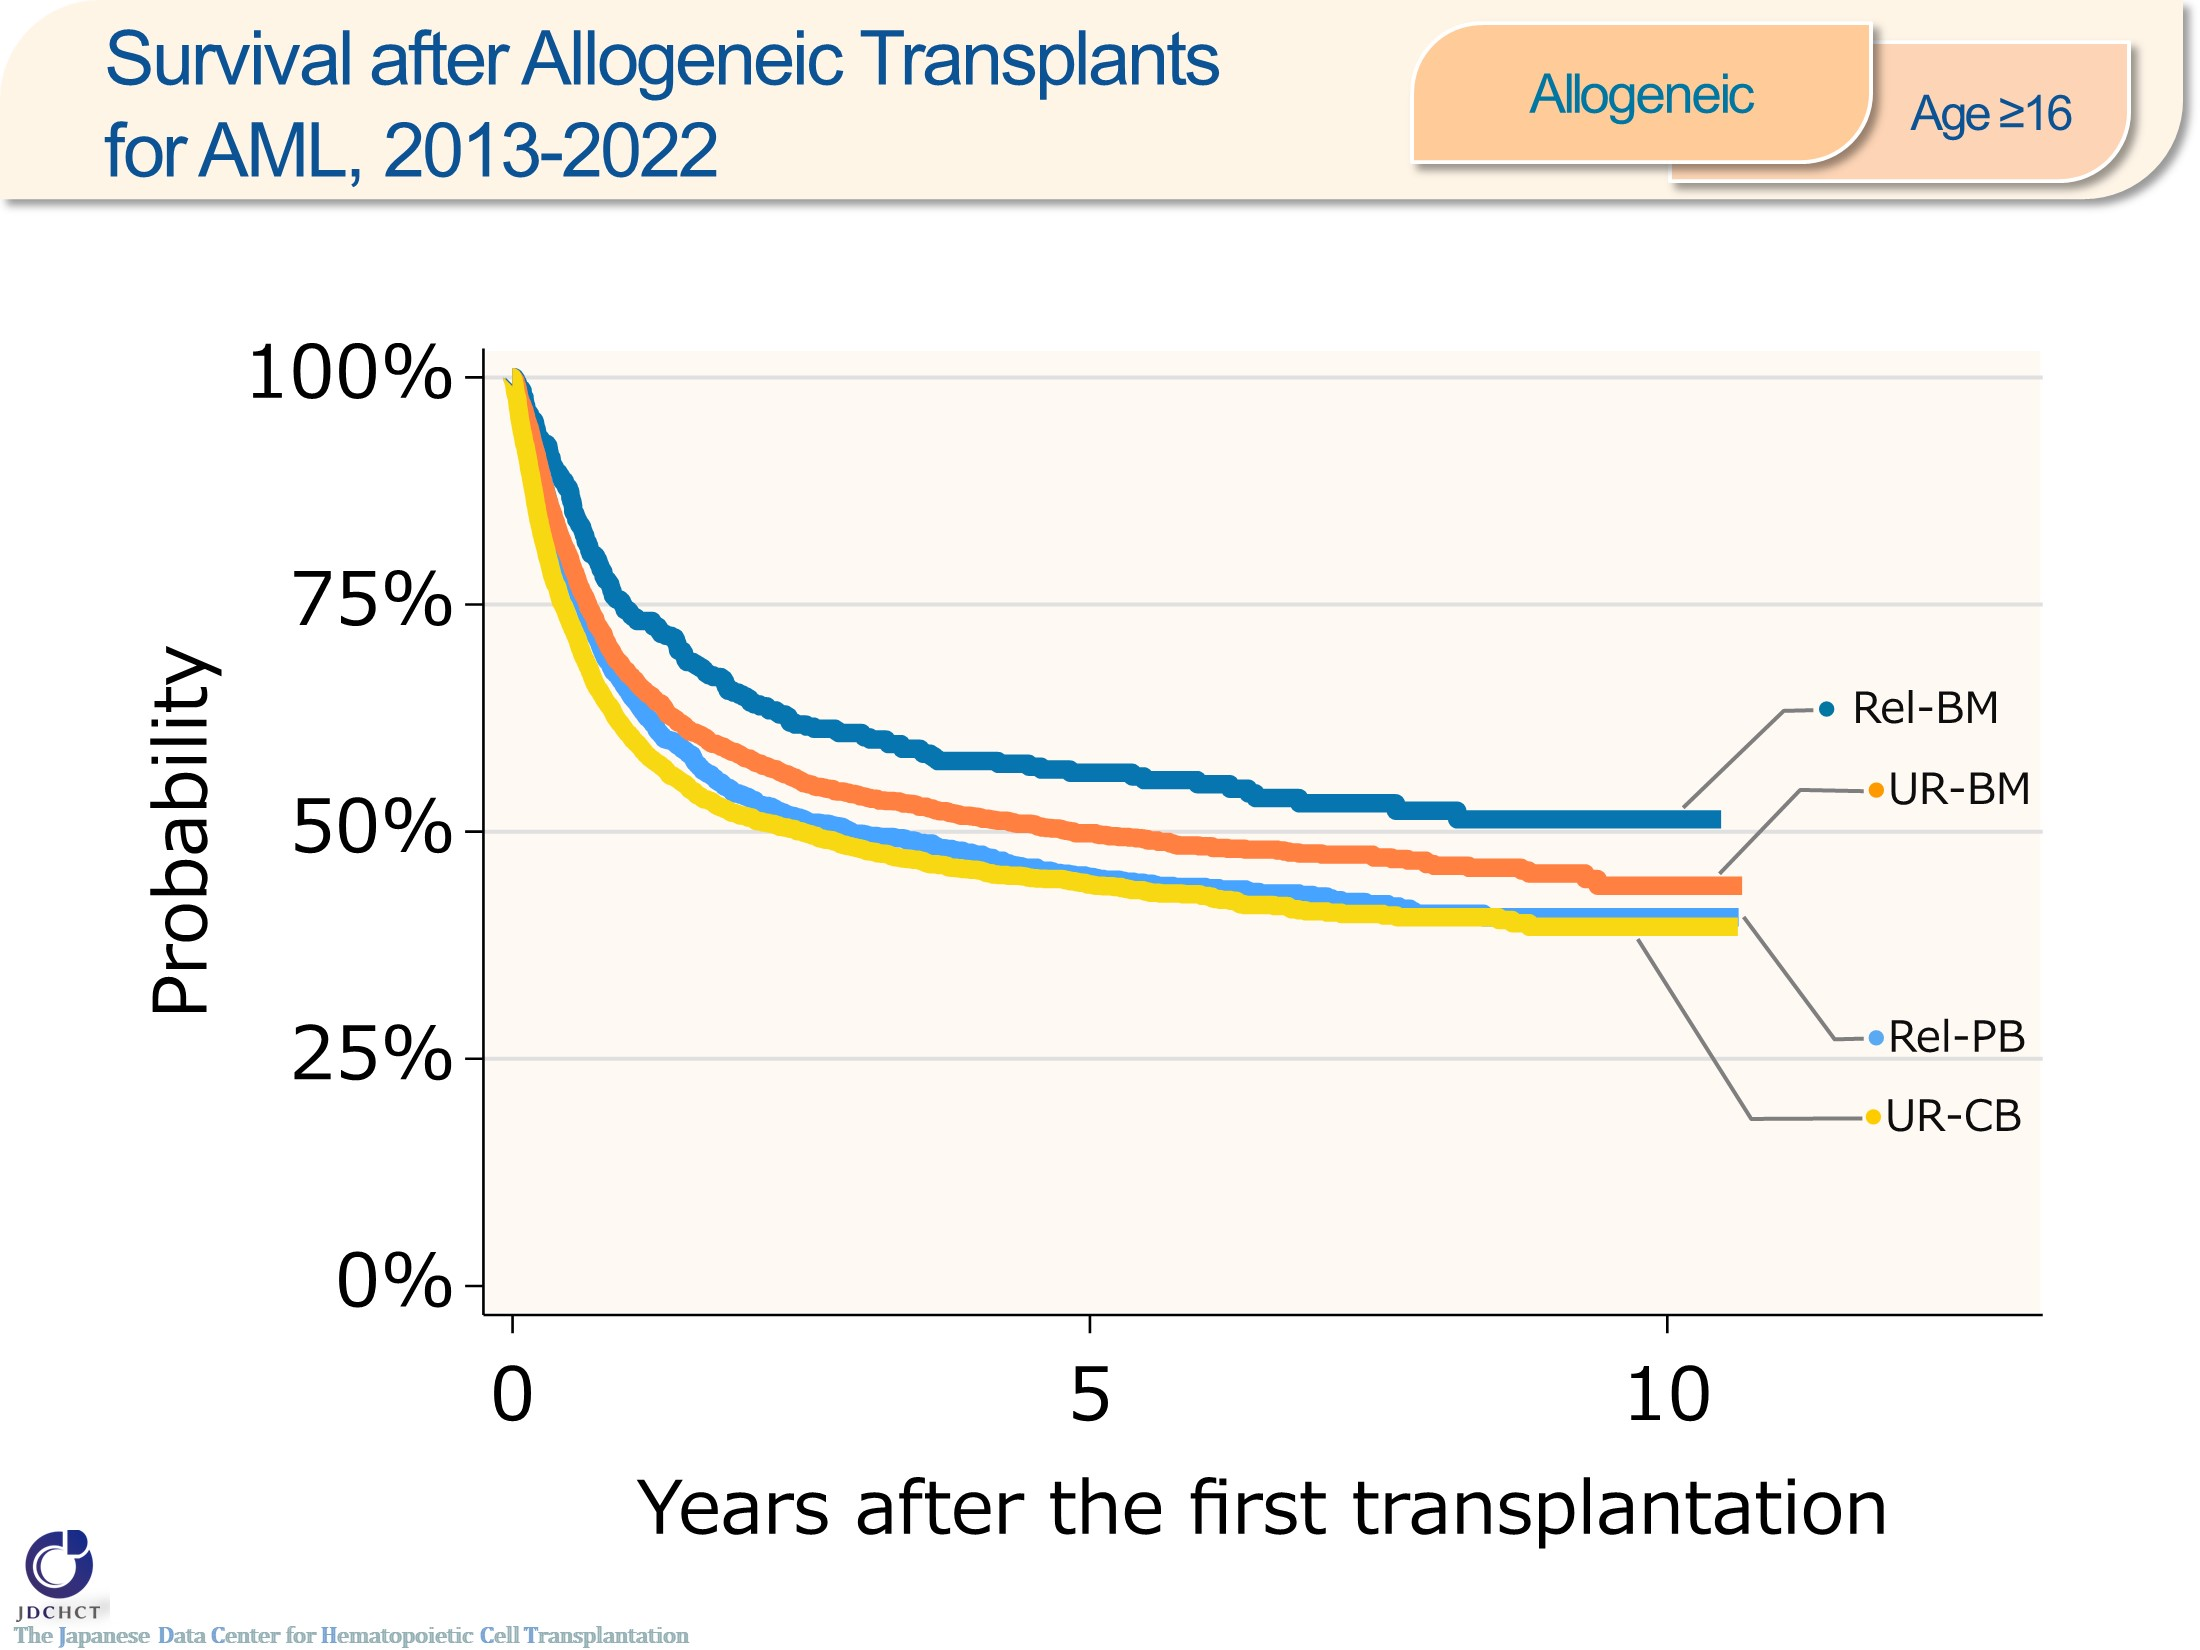 Survival after Allogeneic Transplants
for AML, 2013-2022
Allogeneic
Age ≥16
100%
75%
50%
25%
0%
Probability
Rel-BM
UR-BM
Rel-PB
UR-CB
0 5 10
Years after the first transplantation
JDCHCT
The Japanese Data Center for Hematopoietic Cell Transplantation